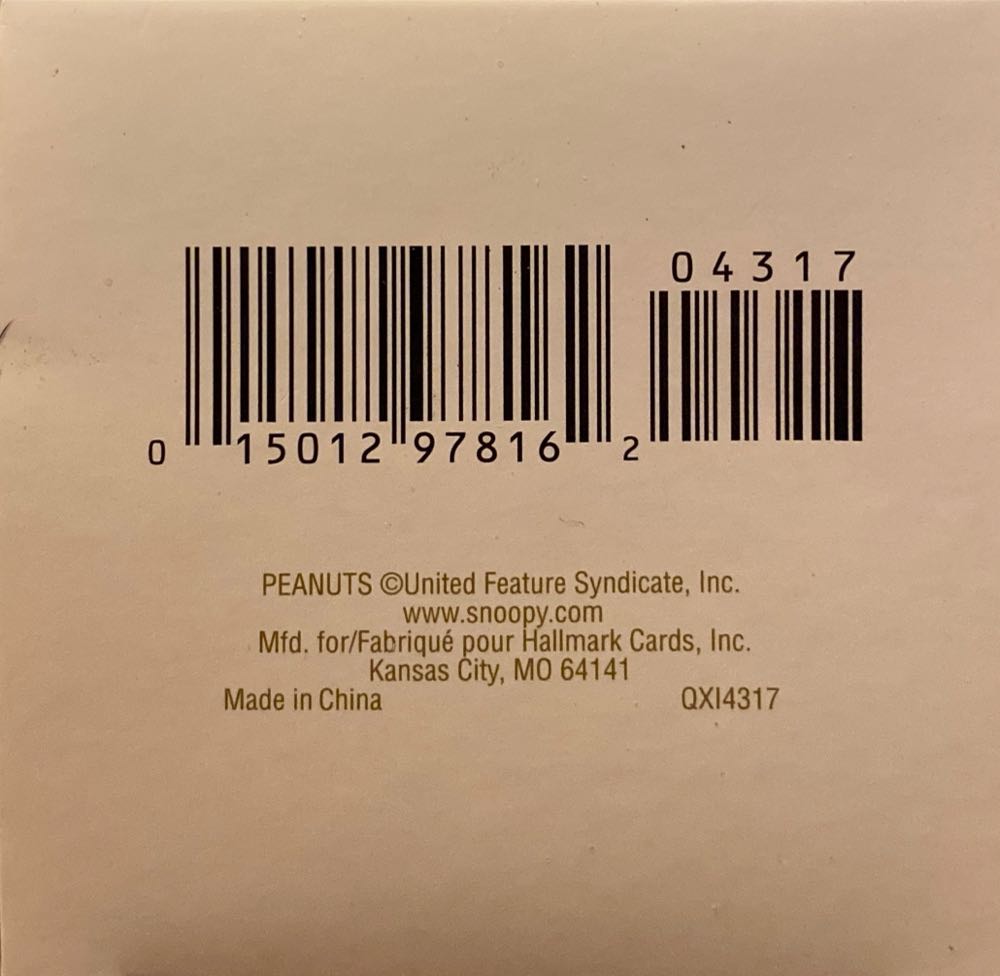 04317
0 15012 97816 2
PEANUTS ©United Feature Syndicate, Inc.
www.snoopy.com
Mfd. for/Fabriqué pour Hallmark Cards, Inc.
Kansas City, MO 64141
Made in China QXI4317